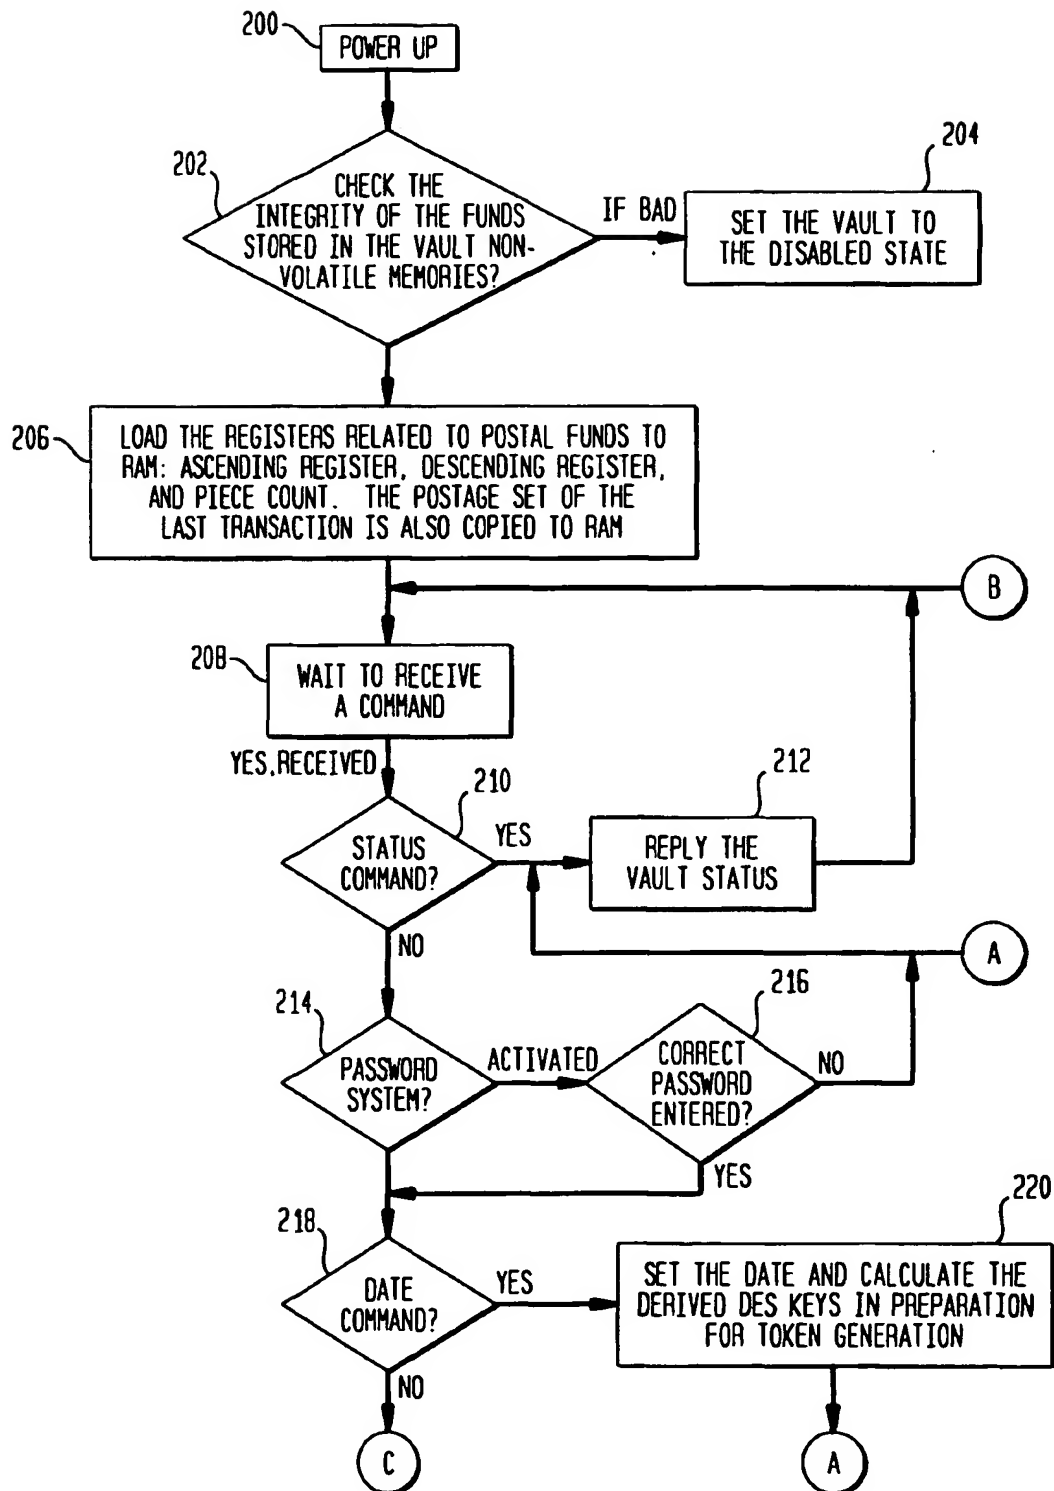 200
POWER UP
202
CHECK THE
INTEGRITY OF THE FUNDS
STORED IN THE VAULT NON-
VOLATILE MEMORIES?
IF BAD
204
SET THE VAULT TO
THE DISABLED STATE
206
LOAD THE REGISTERS RELATED TO POSTAL FUNDS TO
RAM: ASCENDING REGISTER, DESCENDING REGISTER,
AND PIECE COUNT. THE POSTAGE SET OF THE
LAST TRANSACTION IS ALSO COPIED TO RAM
B
208
WAIT TO RECEIVE
A COMMAND
YES,RECEIVED
210
STATUS
COMMAND?
YES
212
REPLY THE
VAULT STATUS
NO
A
214
PASSWORD
SYSTEM?
ACTIVATED
216
CORRECT
PASSWORD
ENTERED?
NO
YES
218
DATE
COMMAND?
YES
220
SET THE DATE AND CALCULATE THE
DERIVED DES KEYS IN PREPARATION
FOR TOKEN GENERATION
NO
C
A